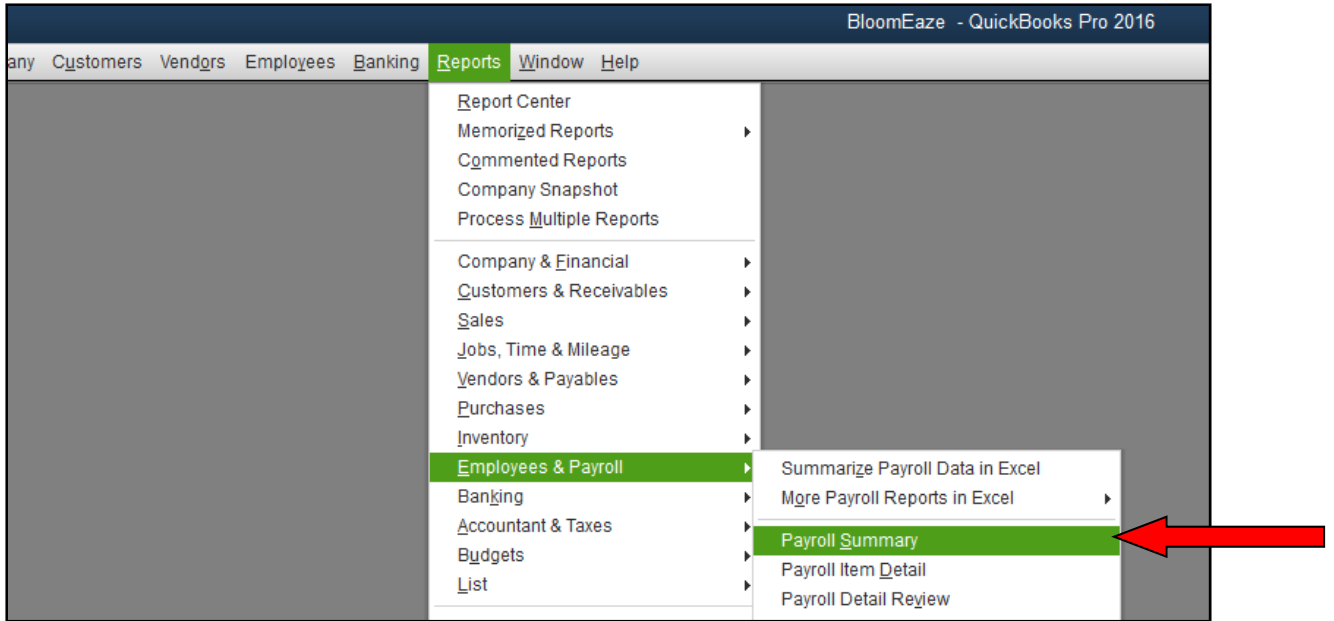 BloomEaze - QuickBooks Pro 2016
any Customers Vendors Employees Banking Reports Window Help
Report Center
Memorized Reports
Commented Reports
Company Snapshot
Process Multiple Reports
Company & Financial
Customers & Receivables
Sales
Jobs, Time & Mileage
Vendors & Payables
Purchases
Inventory
Employees & Payroll
Banking
Accountant & Taxes
Budgets
List
Summarize Payroll Data in Excel
More Payroll Reports in Excel
Payroll Summary
Payroll Item Detail
Payroll Detail Review